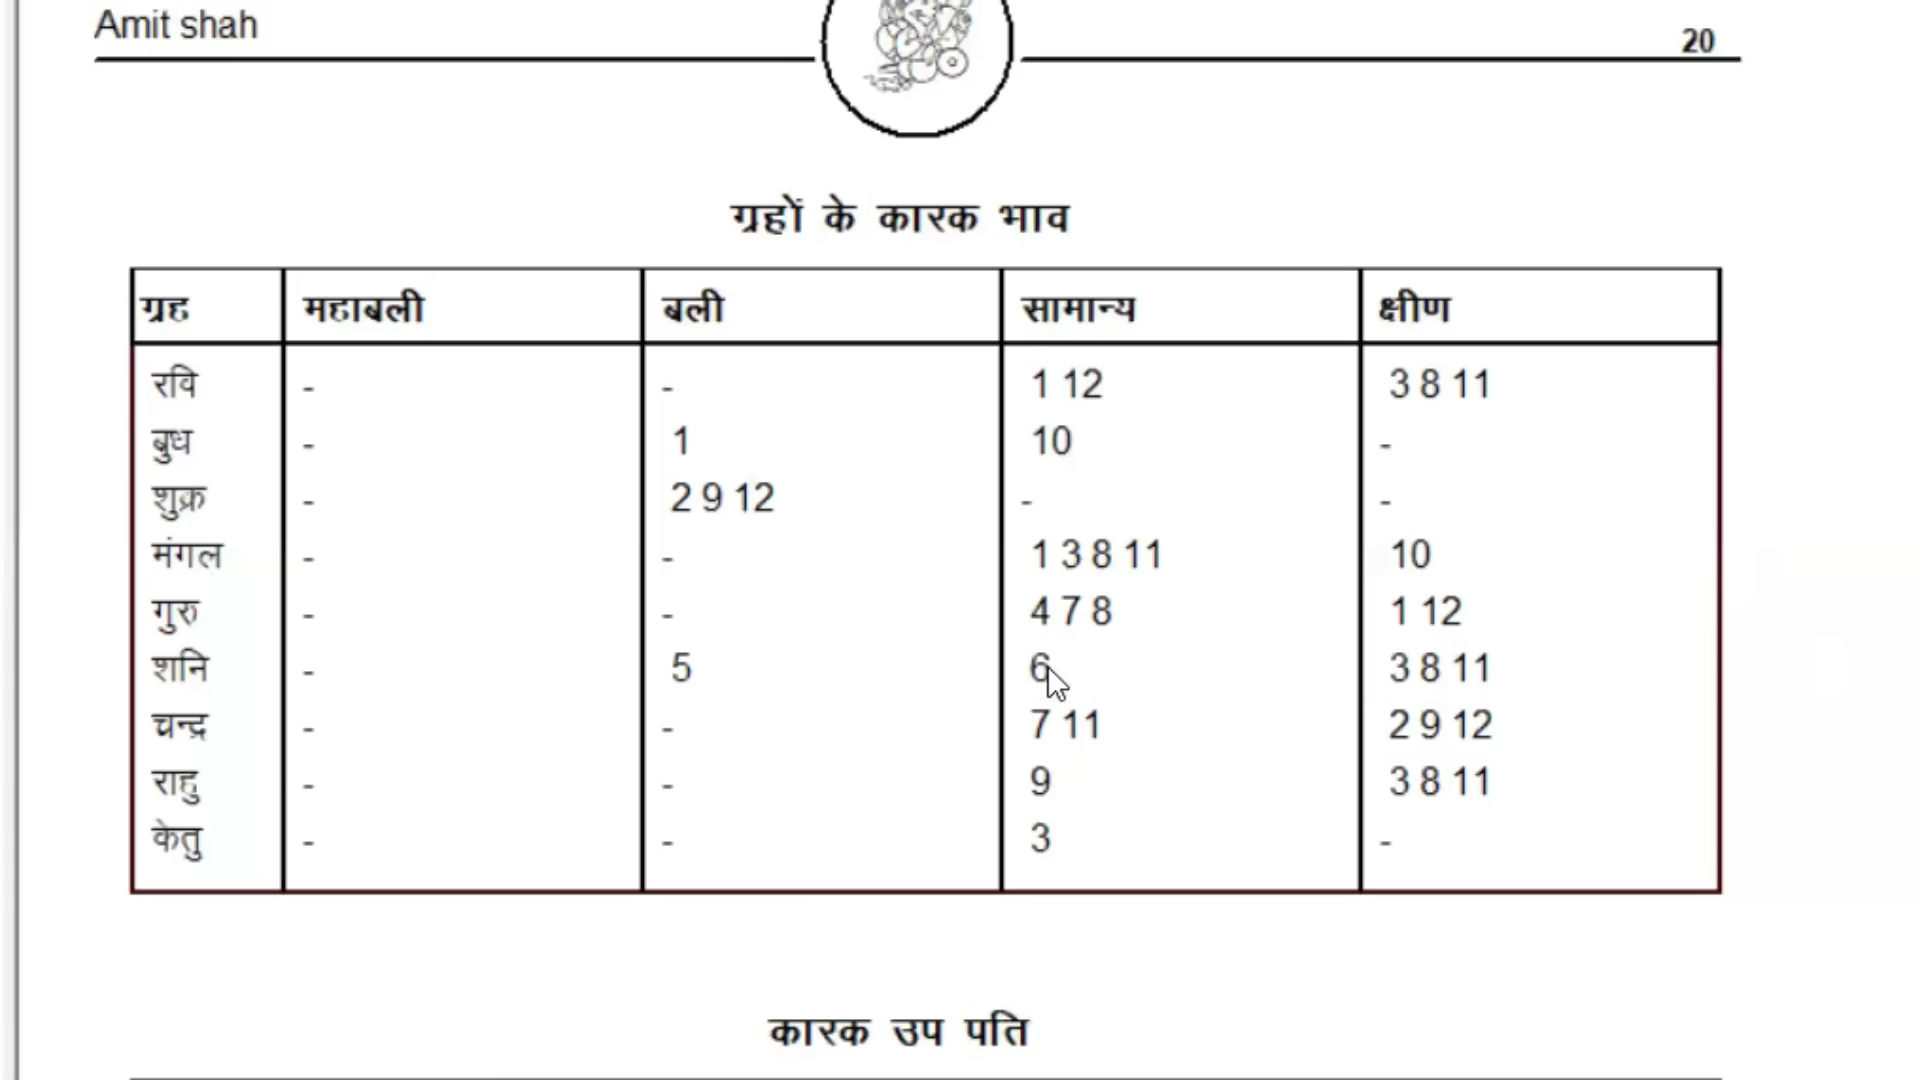 Amit shah
20
ग्रहों के कारक भाव
ग्रह महाबली बली सामान्य क्षीण
रवि - - 1 12 3 8 11
बुध - 1 10 -
शुक्र - 2 9 12 - -
मंगल - - 1 3 8 11 10
गुरु - - 4 7 8 1 12
शनि - 5 6 3 8 11
चन्द्र - - 7 11 2 9 12
राहु - - 9 3 8 11
केतु - - 3 -
कारक उप पति